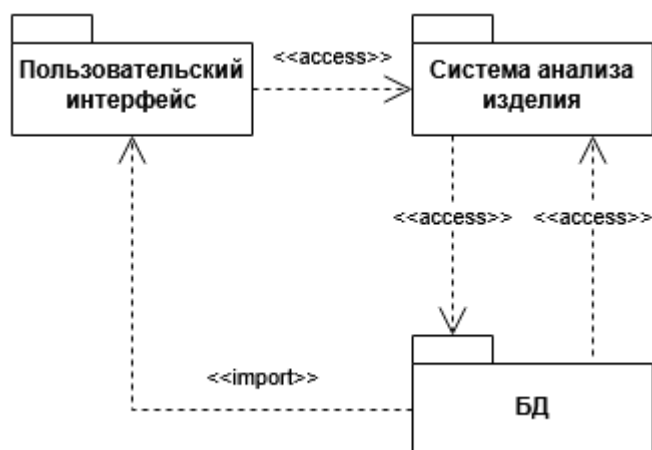 Пользовательский
интерфейс
<<access>>
Система анализа
изделия
<<access>>
<<access>>
<<import>>
БД